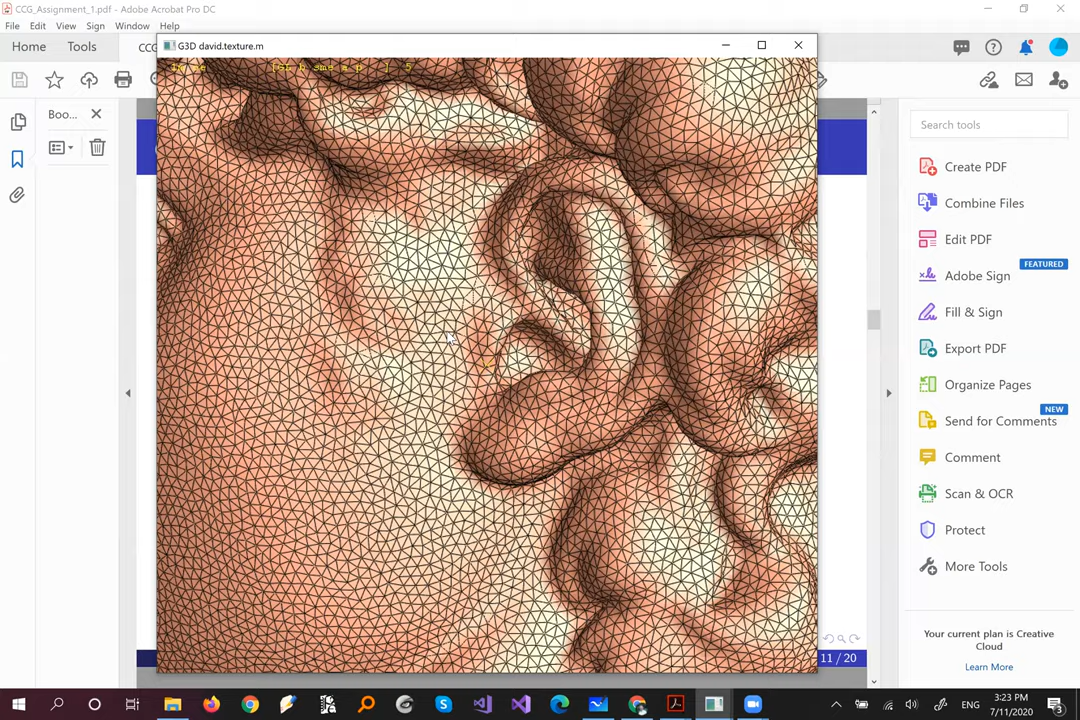 CCG_Assignment_1.pdf - Adobe Acrobat Pro DC
File Edit View Sign Window Help
Home Tools CCG
G3D david.texture.m
Boo...
Search tools
Create PDF
Combine Files
Edit PDF
FEATURED
Adobe Sign
Fill & Sign
Export PDF
Organize Pages
NEW
Send for Comments
Comment
Scan & OCR
Protect
More Tools
Your current plan is Creative
Cloud
Learn More
11 / 20
ENG
3:23 PM
7/11/2020
3